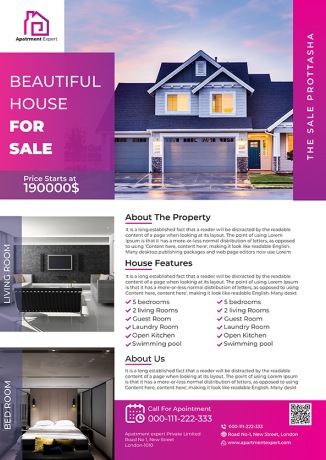 Apatrment Expert
BEAUTIFUL
HOUSE
FOR
SALE
Price Starts at
190000$
THE SALE PROTTASHA
LIVING ROOM
BED ROOM
About The Property
It is a long established fact that a reader will be distracted by the readable
content of a page when looking at its layout. The point of using Lorem
Ipsum is that it has a more-or-less normal distribution of letters, as opposed
to using 'Content here, content here', making it look like readable English.
Many desktop publishing packages and web page editors now use Lorem
House Features
It is a long established fact that a reader will be distracted by the readable
content of a page when looking at its layout. The point of using Lorem Ipsum
is that it has a more-or-less normal distribution of letters, as opposed to using
'Content here, content here', making it look like readable English. Many deskt
5 bedrooms
2 living Rooms
Guest Room
Laundry Room
Open Kitchen
Swimming pool
5 bedrooms
2 living Rooms
Guest Room
Laundry Room
Open Kitchen
Swimming pool
About Us
It is a long established fact that a reader will be distracted by the readable
content of a page when looking at its layout. The point of using Lorem Ipsum
is that it has a more-or-less normal distribution of letters, as opposed to using
'Content here, content here', making it look like readable English. Many deskt
Call For Apointment
000-111-222-333
Apartment expert Private Limited
Road No 1, New Street
London-1010
000-111-222-333
Road No-1, New Street, London
www.apartmentexpert.com